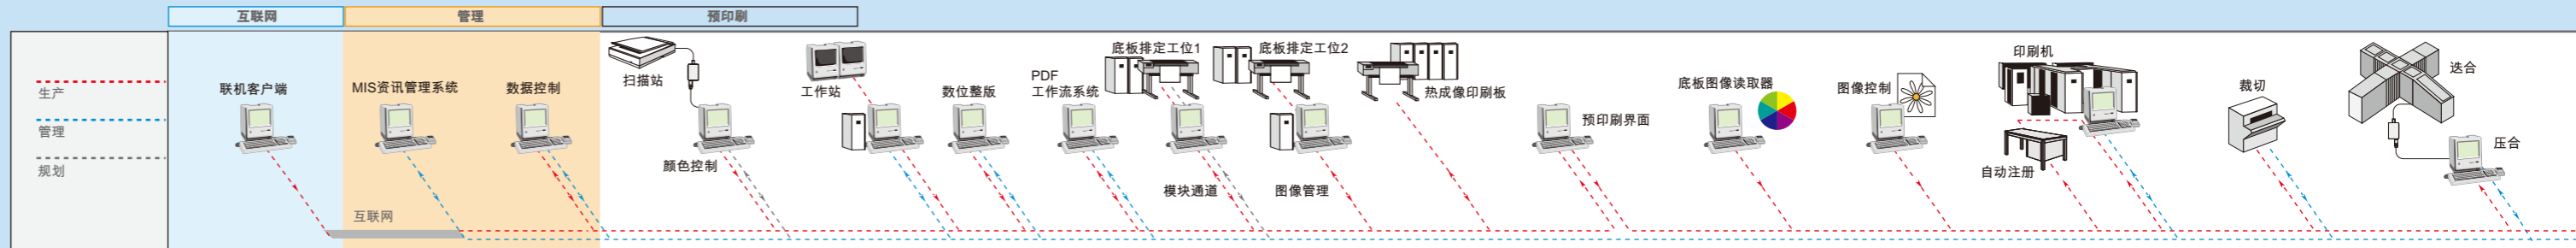 互联网
管理
预印刷
生产
管理
规划
联机客户端
MIS资讯管理系统
数据控制
互联网
扫描站
颜色控制
工作站
数位整版
PDF
工作流系统
底板排定工位1
模块通道
底板排定工位2
图像管理
热成像印刷板
预印刷界面
底板图像读取器
图像控制
印刷机
自动注册
裁切
迭合
压合